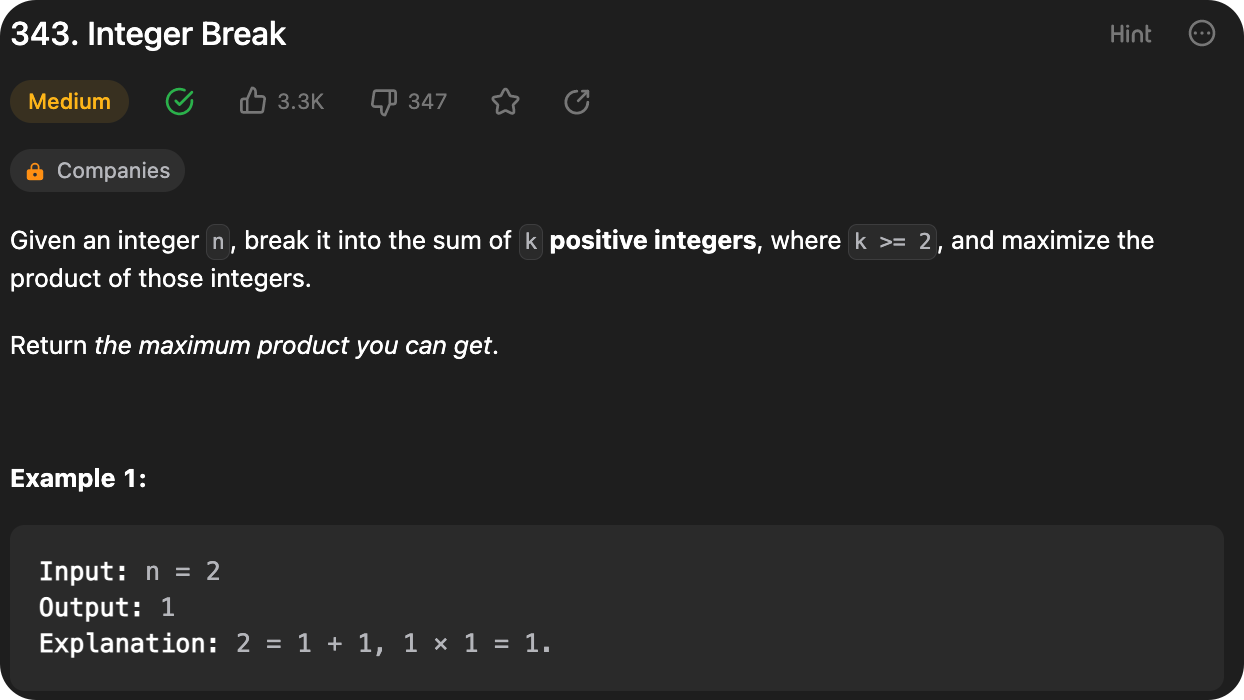 343. Integer Break
Hint
Medium
3.3K
347
Companies
Given an integer n, break it into the sum of k positive integers, where k >= 2, and maximize the
product of those integers.
Return the maximum product you can get.
Example 1:
Input: n = 2
Output: 1
Explanation: 2 = 1 + 1, 1 × 1 = 1.